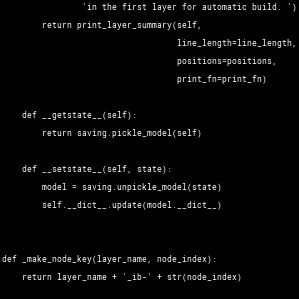 'in the first layer for automatic build. ')
return print_layer_summary(self,
line_length=line_length,
positions=positions,
print_fn=print_fn)
def __getstate__(self):
return saving.pickle_model(self)
def __setstate__(self, state):
model = saving.unpickle_model(state)
self.__dict__.update(model.__dict__)
def _make_node_key(layer_name, node_index):
return layer_name + '_ib-' + str(node_index)